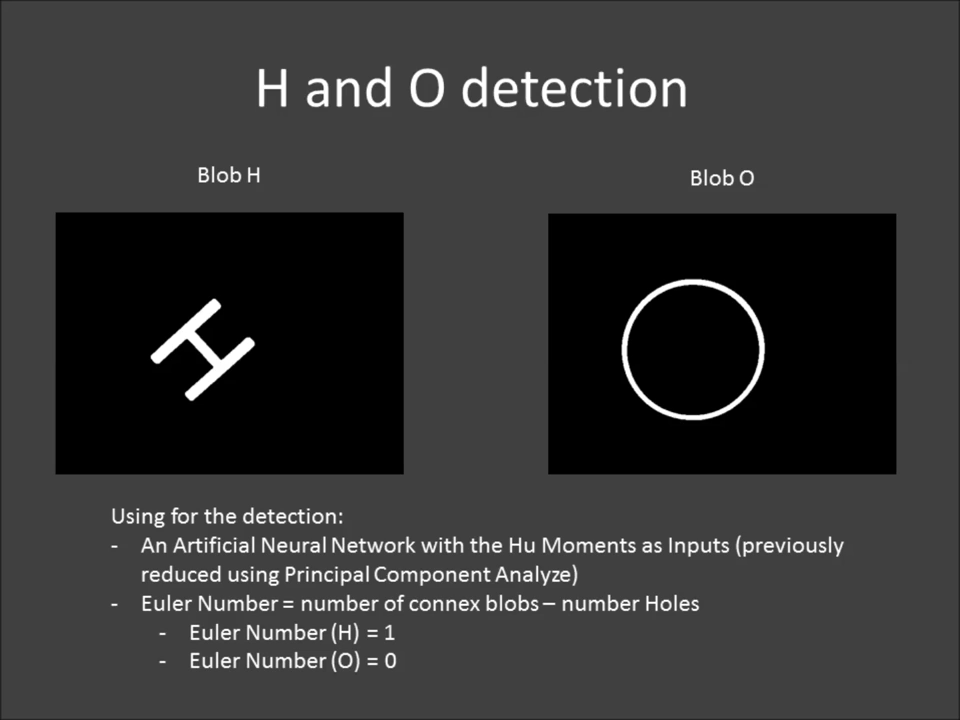 H and O detection
Blob H
Blob O
Using for the detection:
- An Artificial Neural Network with the Hu Moments as Inputs (previously
reduced using Principal Component Analyze)
- Euler Number = number of connex blobs – number Holes
- Euler Number (H) = 1
- Euler Number (O) = 0